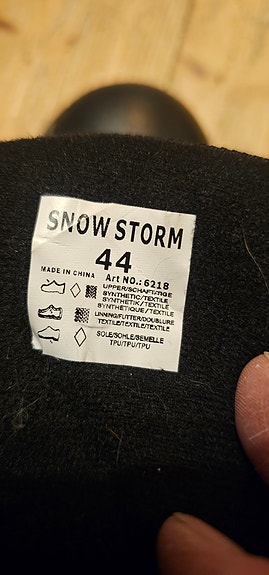 SNOW STORM
44
MADE IN CHINA Art No.: 6218
UPPER/SCHAFT/TIGE
SYNTHETIC/TEXTILE
SYNTHETIK/TEXTILE
SYNTHETIQUE/TEXTILE
LINNING/FUTTER/DOUBLURE
TEXTILE/TEXTILE/TEXTILE
SOLE/SOHLE/SEMELLE
TPU/TPU/TPU